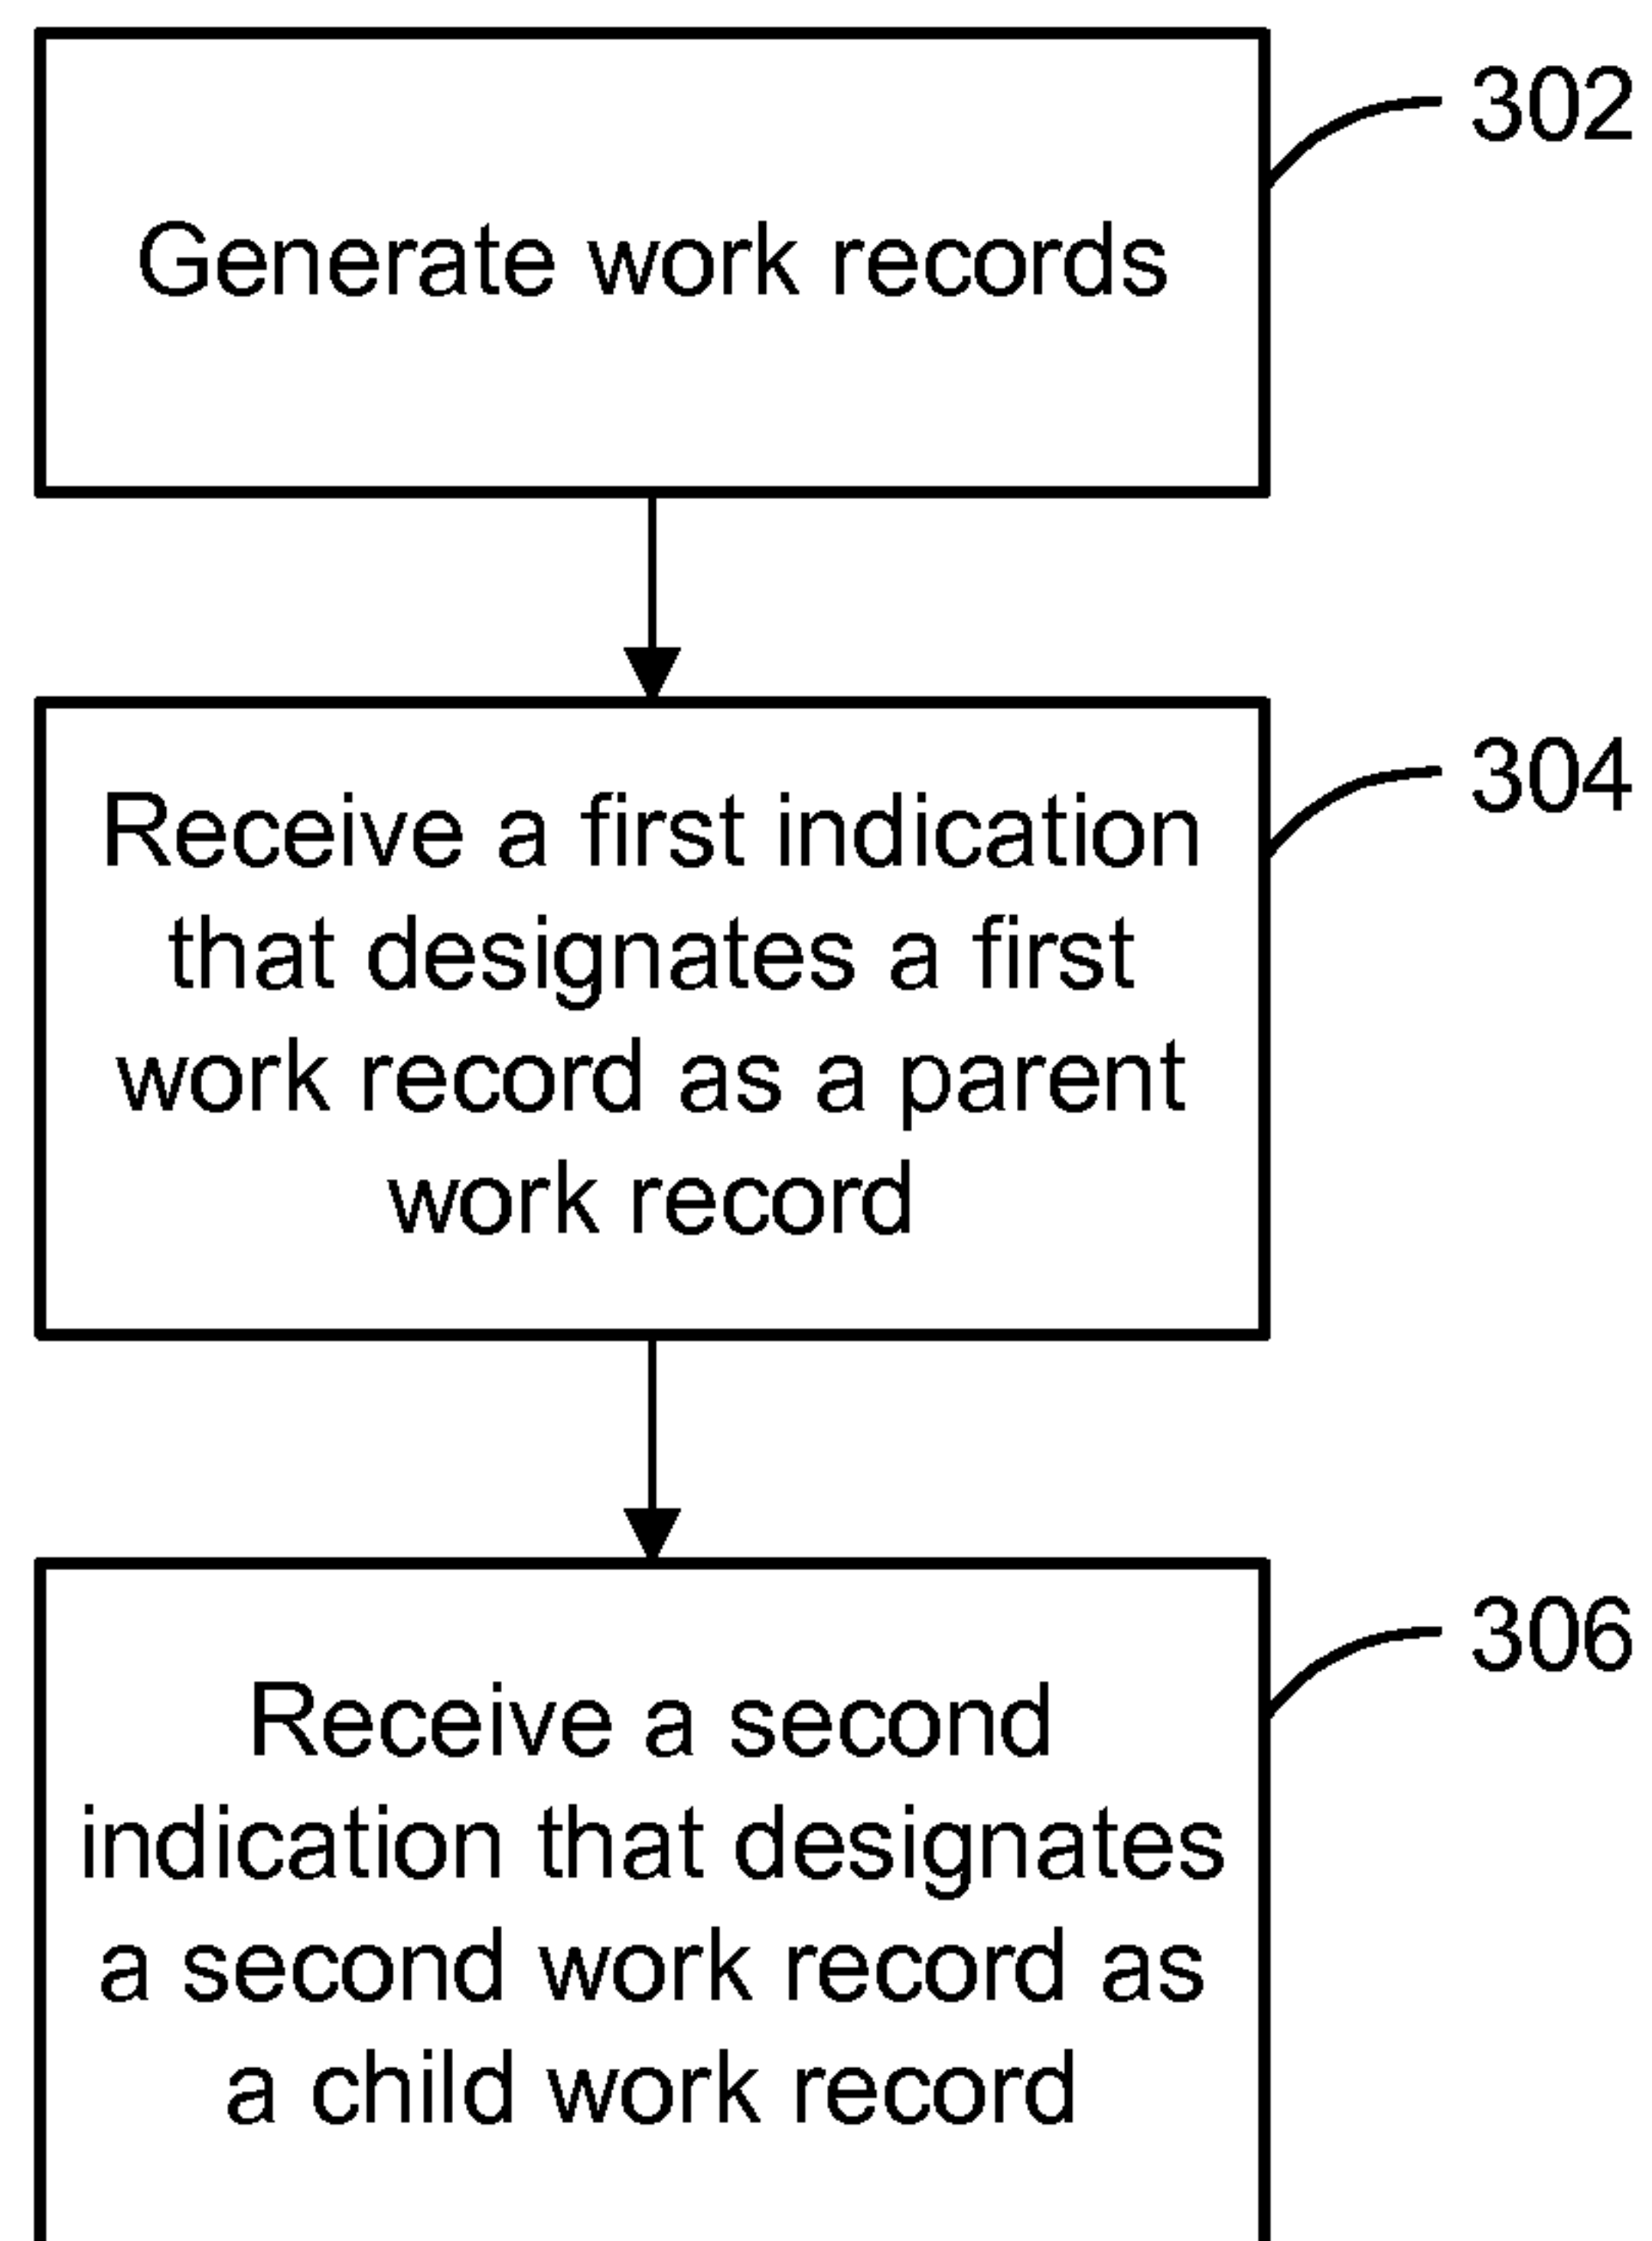 Generate work records
302
Receive a first indication
that designates a first
work record as a parent
work record
304
Receive a second
indication that designates
a second work record as
a child work record
306